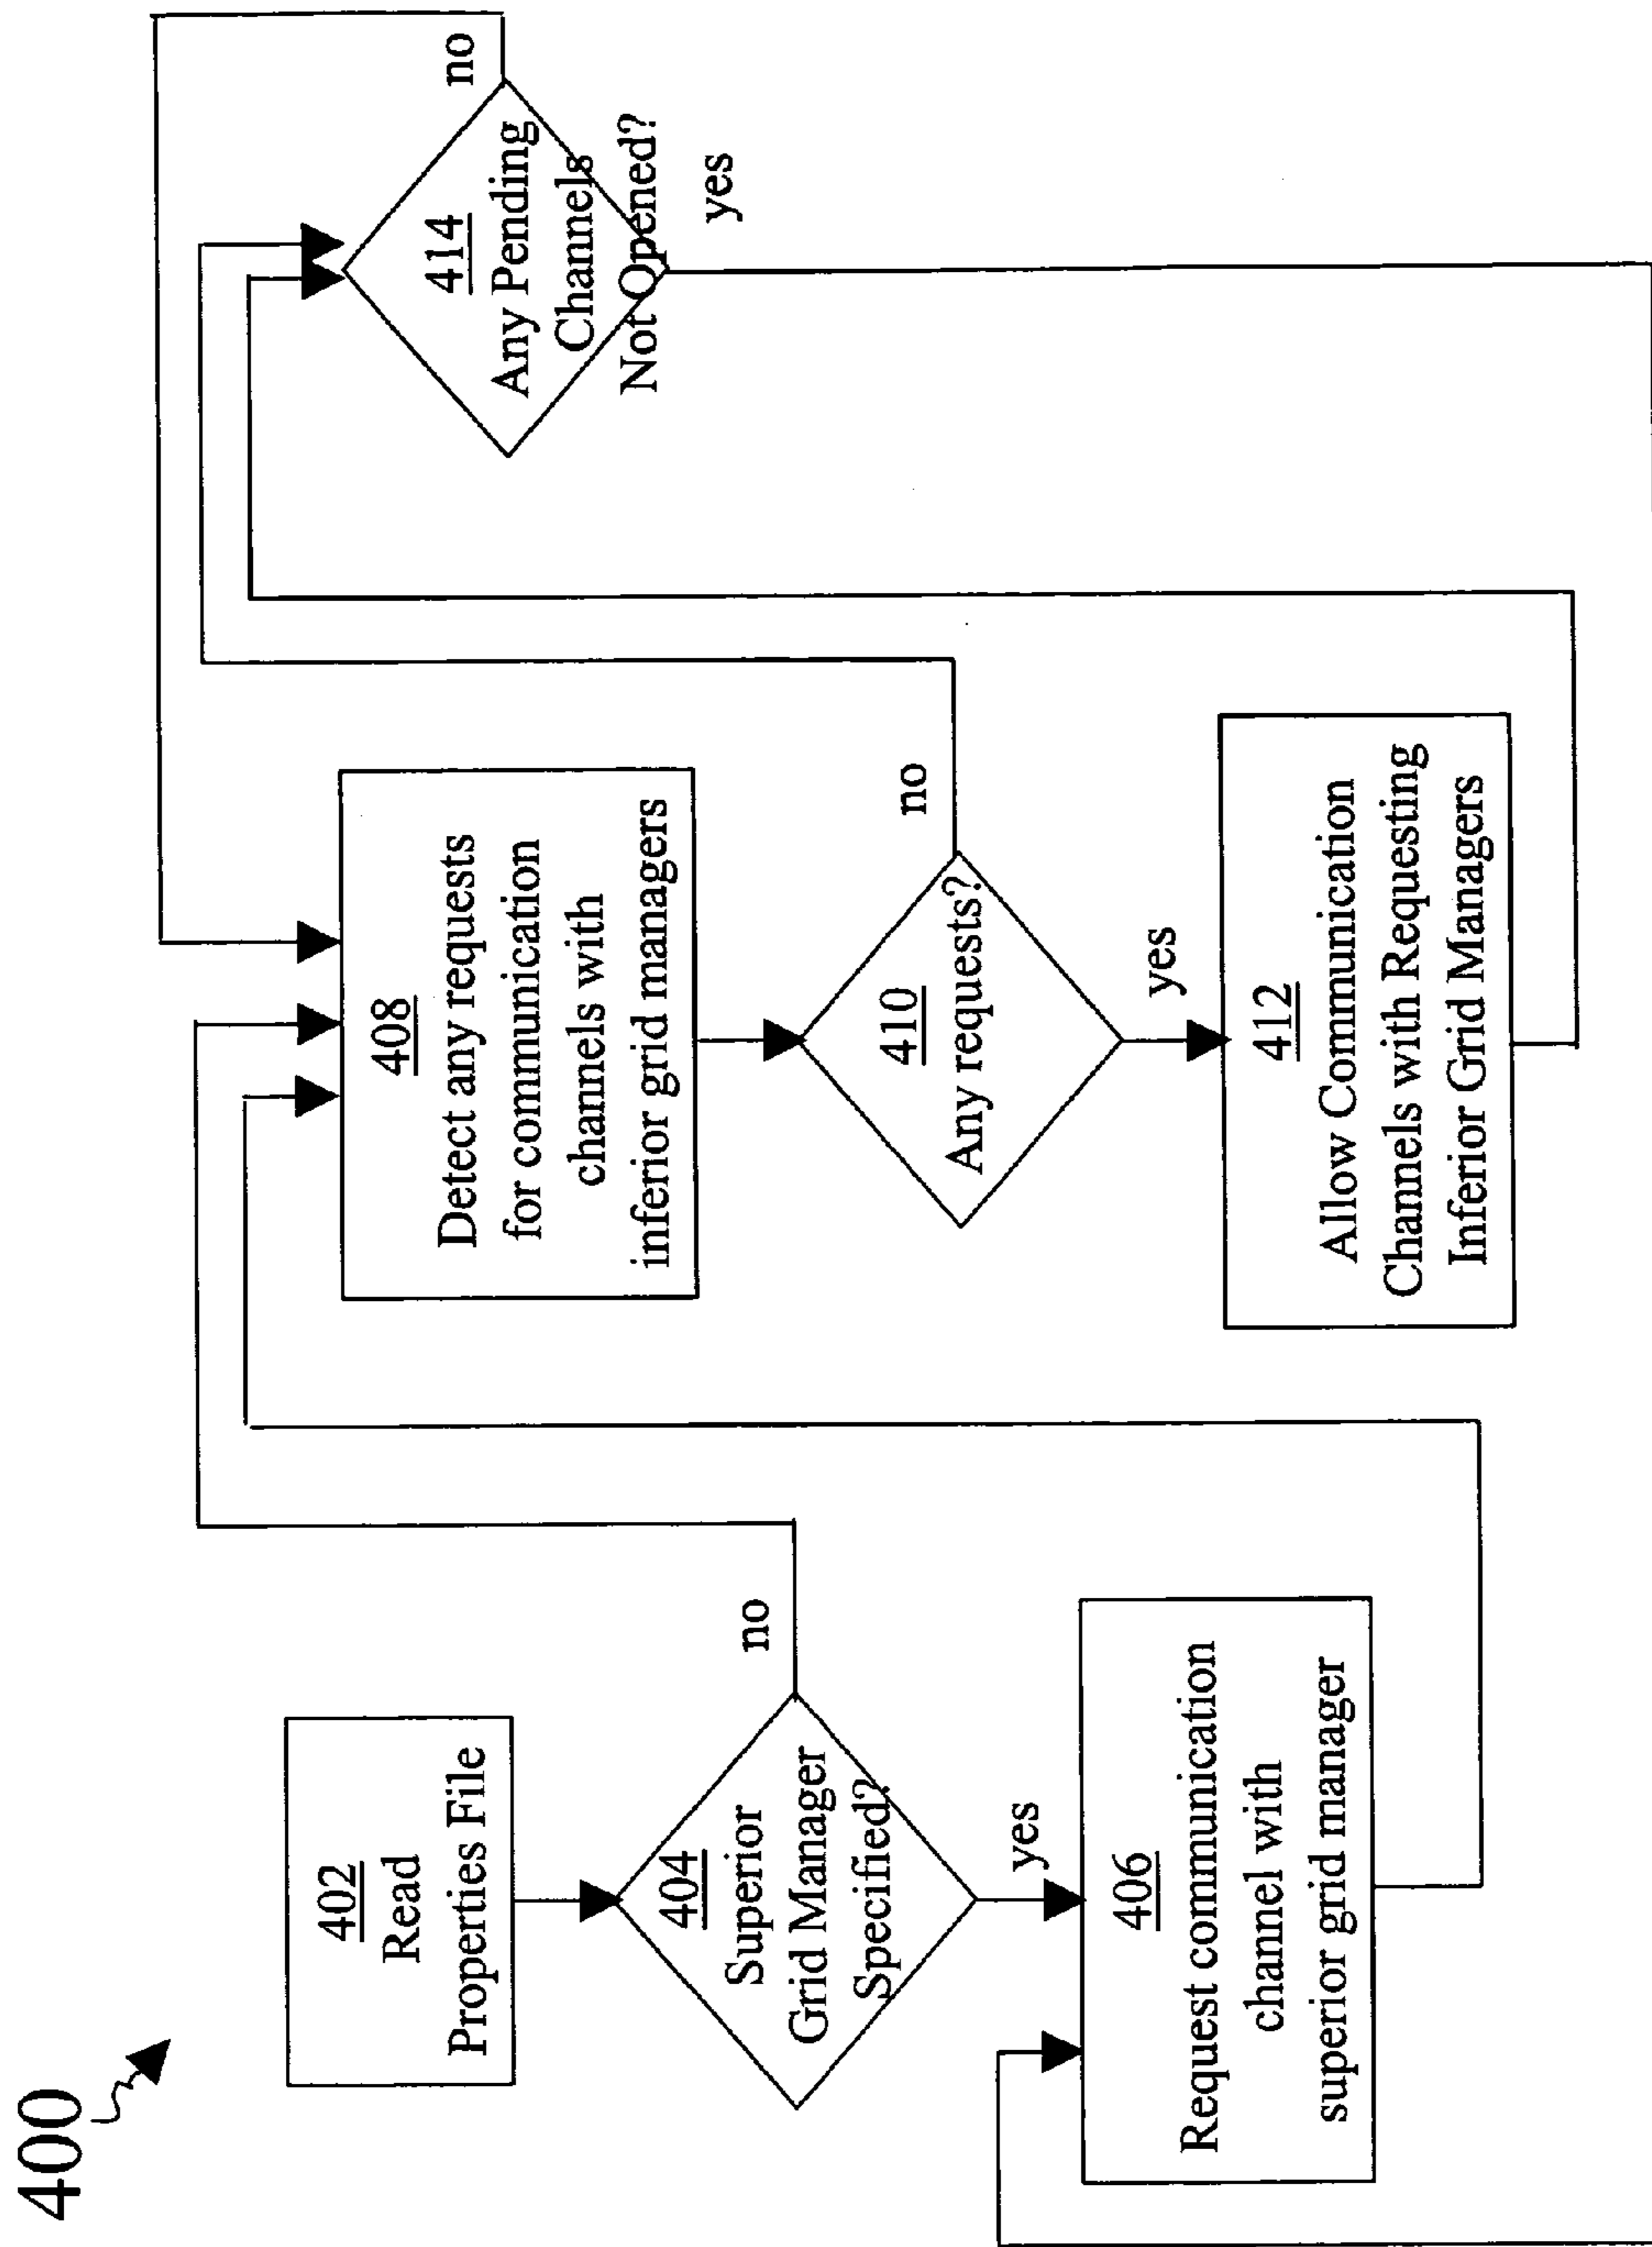 400
402
Read
Properties File
404
Superior
Grid Manager
Specified?
no
yes
406
Request communication
channel with
superior grid manager
408
Detect any requests
for communication
channels with
inferior grid managers
410
Any requests?
no
yes
412
Allow Communication
Channels with Requesting
Inferior Grid Managers
414
Any Pending
Channels
Not Opened?
no
yes